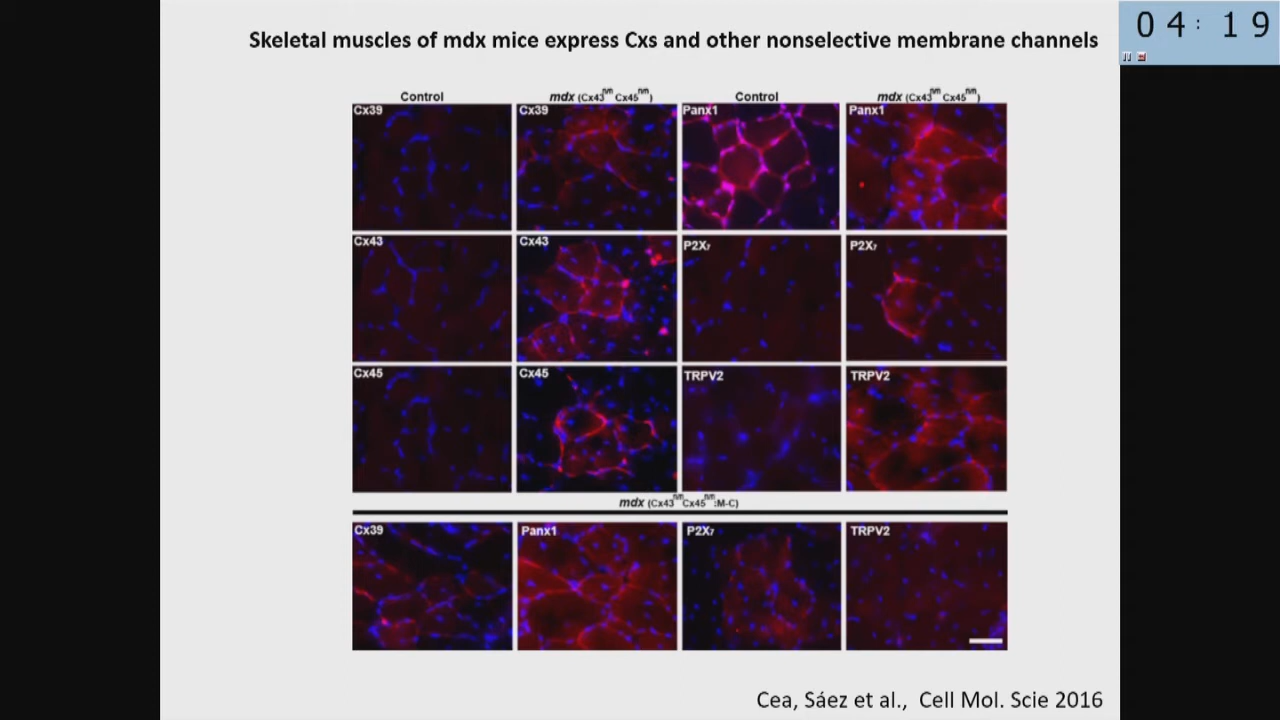 04:19
Skeletal muscles of mdx mice express Cxs and other nonselective membrane channels
Control
mdx (Cx43fl/fl Cx45fl/fl)
Control
mdx (Cx43fl/fl Cx45fl/fl)
Cx39
Cx39
Panx1
Panx1
Cx43
Cx43
P2X7
P2X7
Cx45
Cx45
TRPV2
TRPV2
mdx (Cx43fl/fl Cx45fl/fl:M-C)
Cx39
Panx1
P2X7
TRPV2
Cea, Sáez et al., Cell Mol. Scie 2016